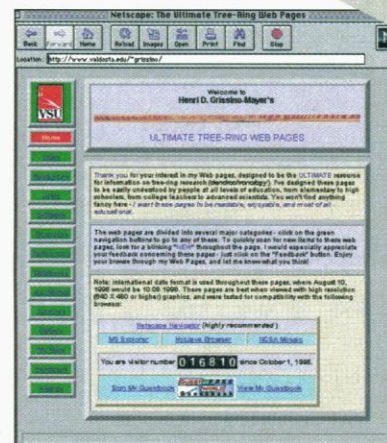 Netscape: The Ultimate Tree-Ring Web Pages
Back Forward Home Reload Images Open Print Find Stop
Location: http://www.valdosta.edu/~grissino/
VSU
Home
Welcome to
Henri D. Grissino-Mayer's
ULTIMATE TREE-RING WEB PAGES
Thank you for your interest in my Web pages, designed to be the ULTIMATE resource
for information on tree-ring research (dendrochronology). I've designed these pages
to be easily understood by people at all levels of education, from elementary to high
schoolers, from college teachers to advanced scientists. You won't find anything
fancy here - I want these pages to be readable, enjoyable, and most of all -
educational.
The web pages are divided into several major categories - click on the green
navigation buttons to go to any of these. To quickly scan for new items to these web
pages, look for a blinking "NEW" throughout the page. I would especially appreciate
your feedback concerning these pages - just click on the "Feedback" button. Enjoy
your browse through my Web Pages, and let me know what you think!
Note: International date format is used throughout these pages, where August 10,
1998 would be 10.08.1998. These pages are best when viewed with high resolution
(640 X 480 or higher) graphics, and were tested for compatibility with the following
browsers:
Netscape Navigator (highly recommended)
MS Explorer HotJava Browser NCSA Mosaic
You are visitor number 016810 since October 1, 1998.
Sign My Guestbook View My Guestbook